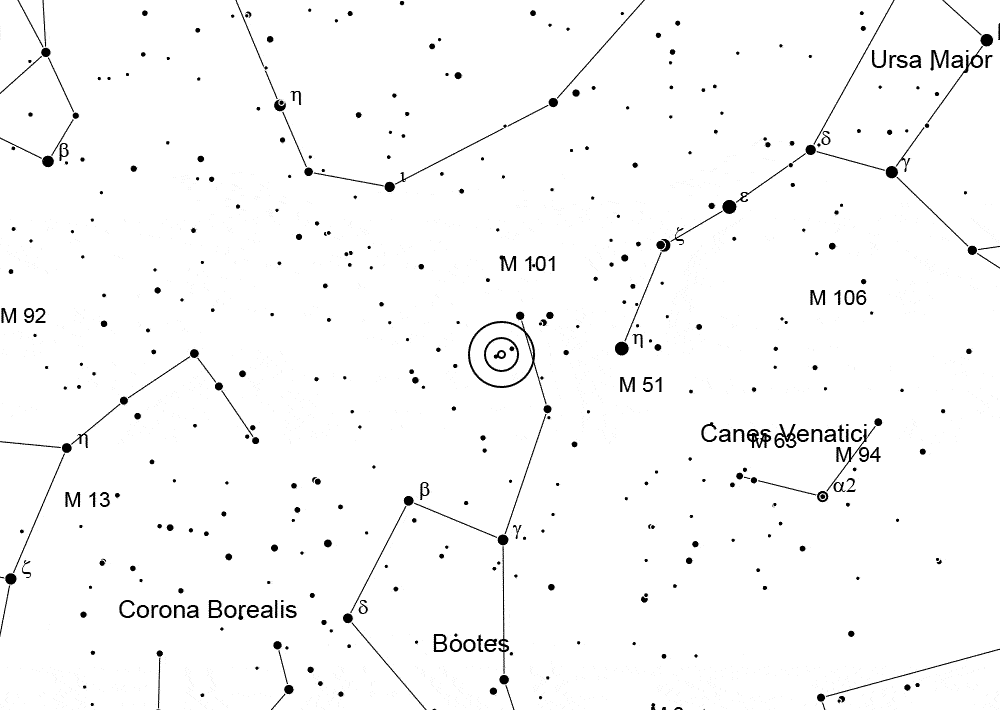 Ursa Major
η
δ
β
ι
γ
ε
ζ
M 101
M 106
M 92
η
M 51
Canes Venatici
M 63
η
M 94
β
α2
M 13
γ
ζ
Corona Borealis
δ
Bootes